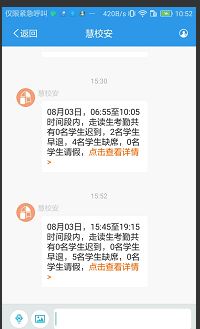 仅限紧急呼叫 420B/s 10:52
返回 慧校安
15:30
慧校安
08月03日，06:55至10:05
时间段内，走读生考勤共
有0名学生迟到，2名学生
早退，4名学生缺席，0名
学生请假，点击查看详情
>
15:52
慧校安
08月03日，15:45至19:15
时间段内，走读生考勤共
有0名学生迟到，0名学生
早退，5名学生缺席，0名
学生请假，点击查看详情
>